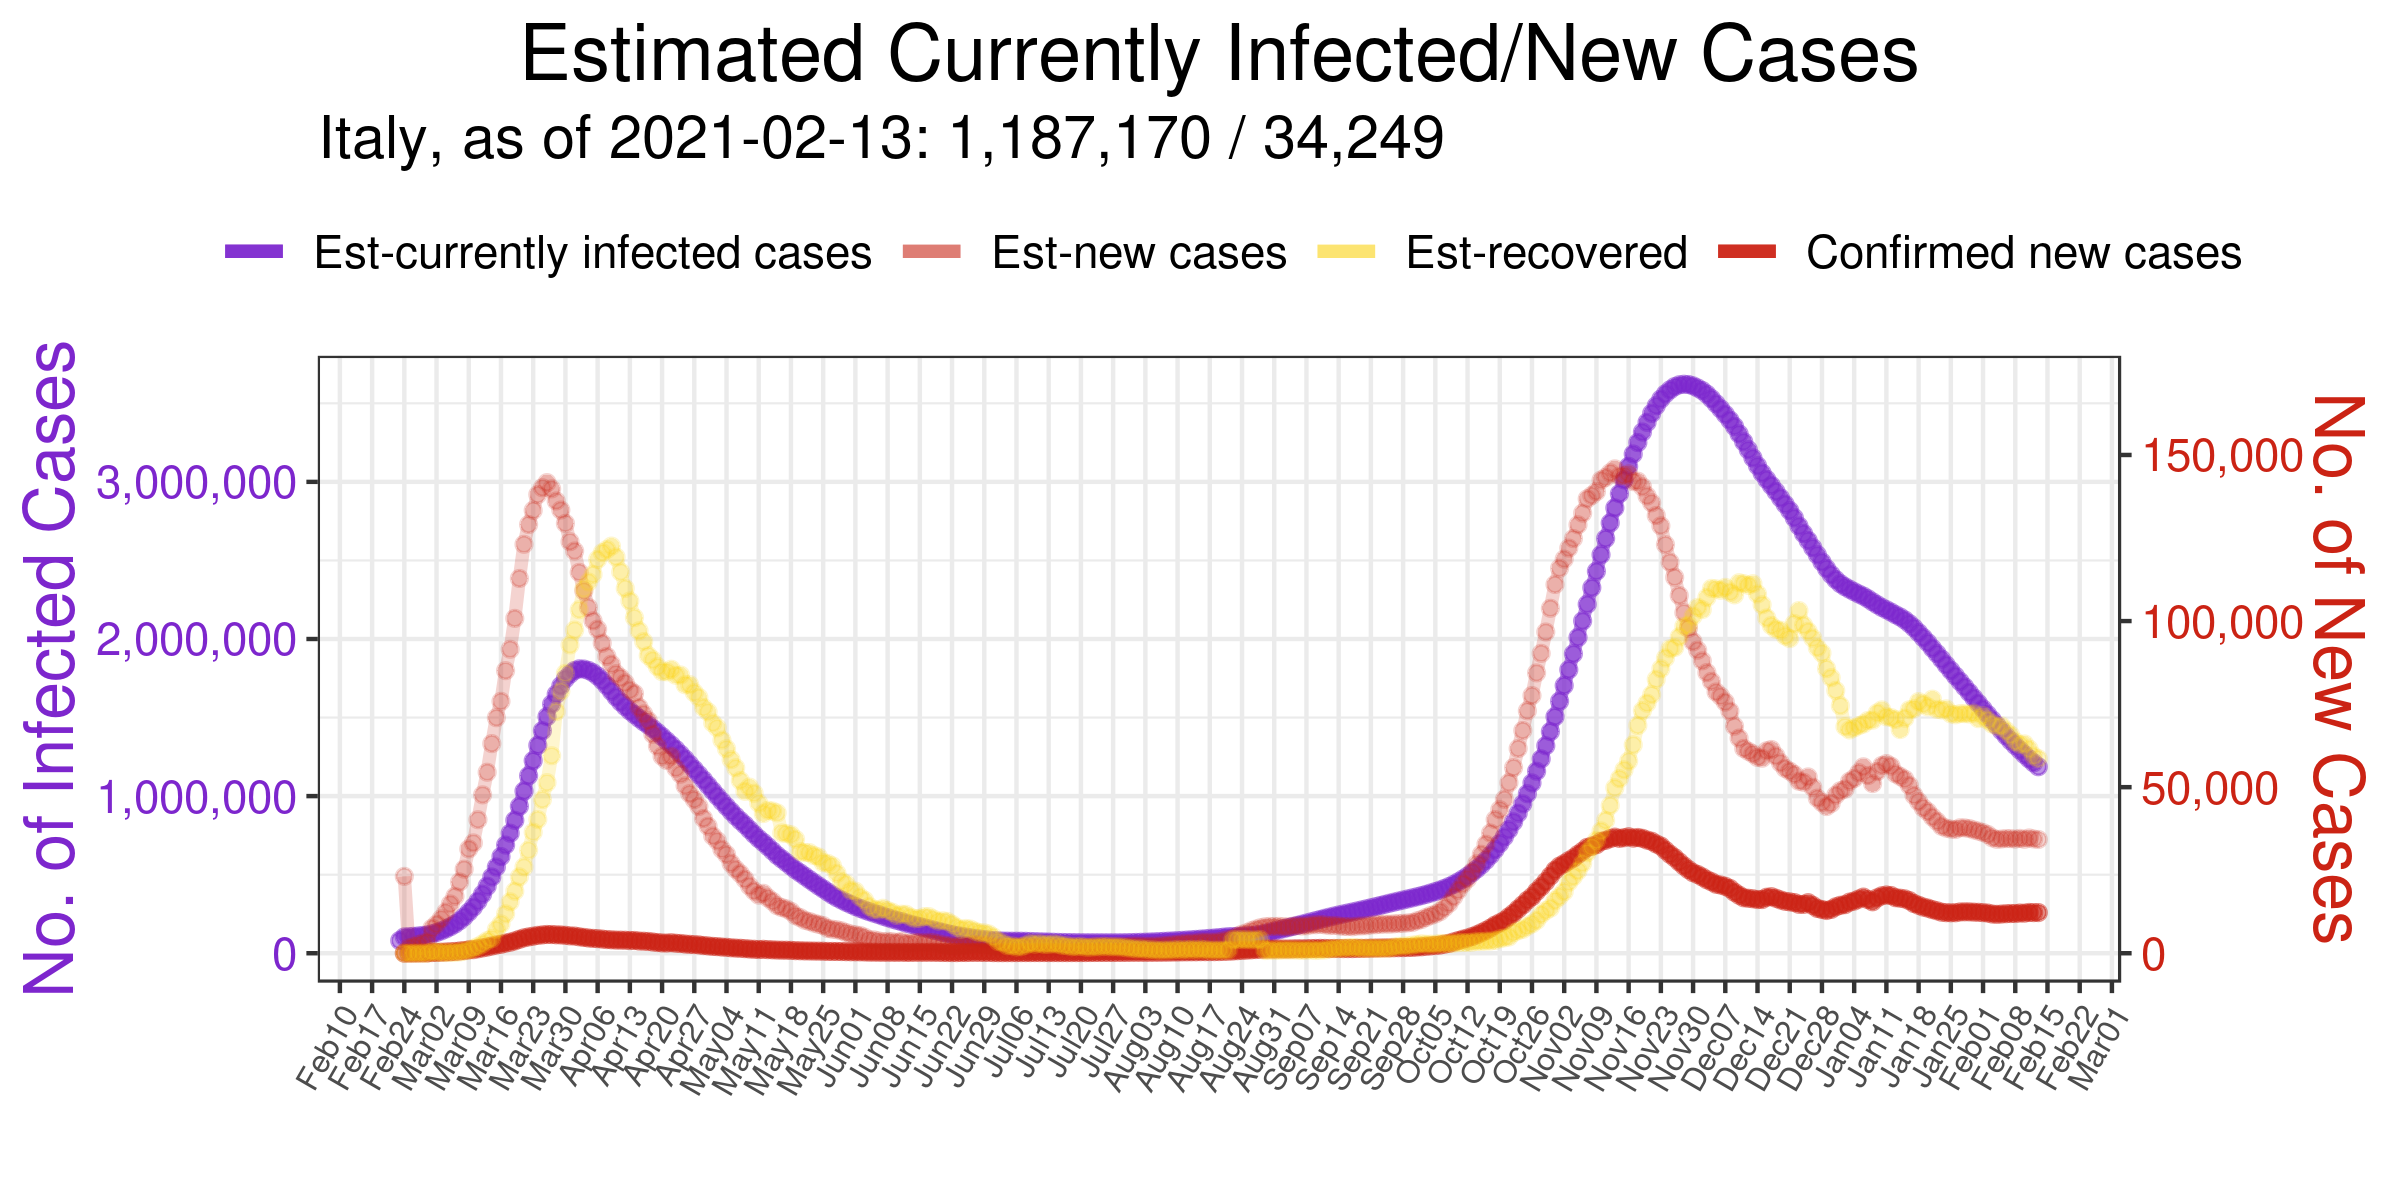 Estimated Currently Infected/New Cases
Italy, as of 2021-02-13: 1,187,170 / 34,249
Est-currently infected cases Est-new cases Est-recovered Confirmed new cases
No. of Infected Cases
3,000,000
2,000,000
1,000,000
0
150,000
100,000
50,000
0
No. of New Cases
Feb10 Feb17 Feb24 Mar02 Mar09 Mar16 Mar23 Mar30 Apr06 Apr13 Apr20 Apr27 May04 May11 May18 May25 Jun01 Jun08 Jun15 Jun22 Jun29 Jul06 Jul13 Jul20 Jul27 Aug03 Aug10 Aug17 Aug24 Aug31 Sep07 Sep14 Sep21 Sep28 Oct05 Oct12 Oct19 Oct26 Nov02 Nov09 Nov16 Nov23 Nov30 Dec07 Dec14 Dec21 Dec28 Jan04 Jan11 Jan18 Jan25 Feb01 Feb08 Feb15 Feb22 Mar01